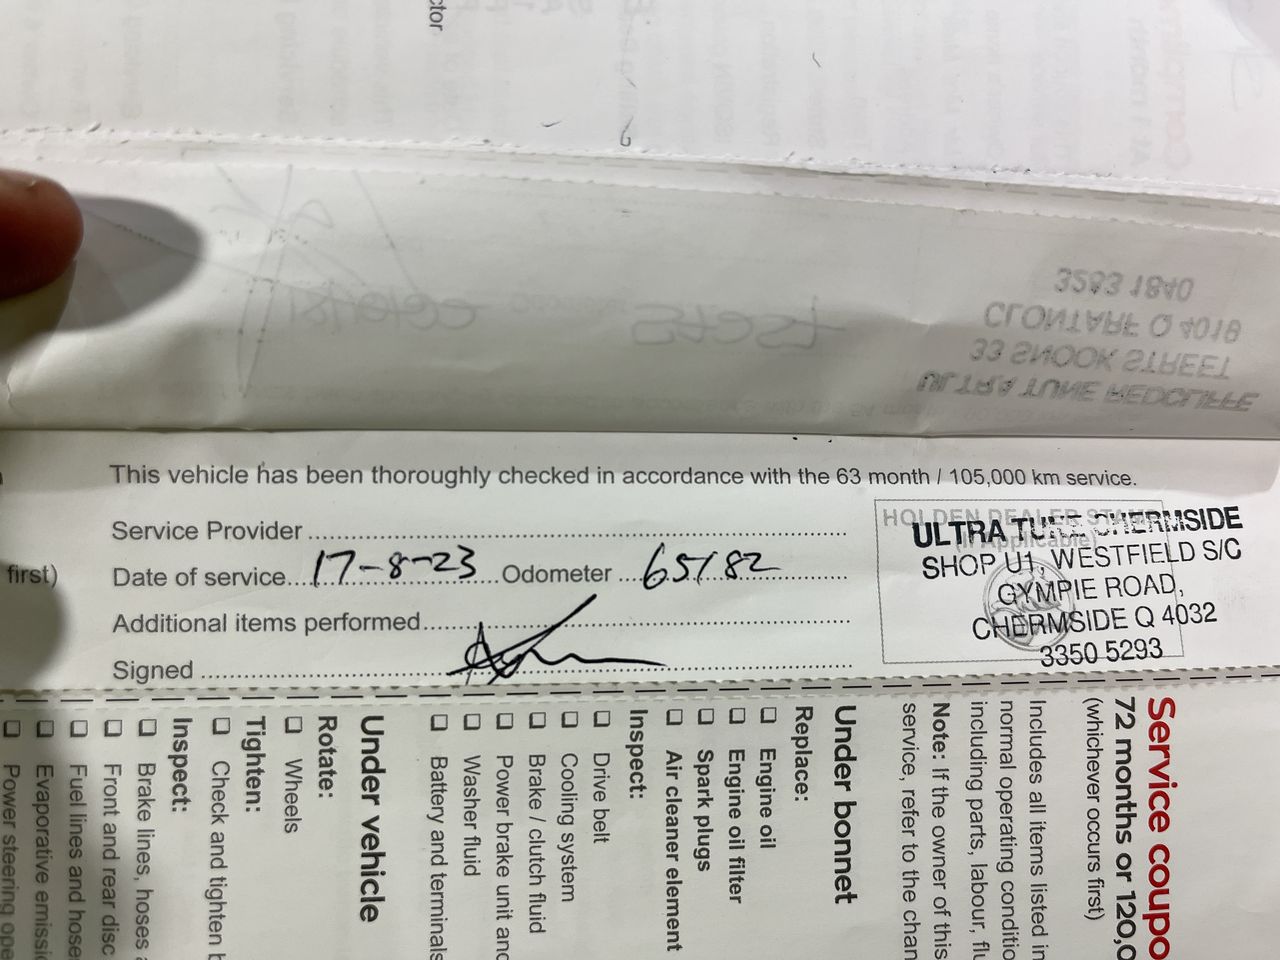 ctor
3283 1840
CLONTARF Q 4019
33 SNOOK STREET
ULTRA TUNE REDCLIFFE
This vehicle has been thoroughly checked in accordance with the 63 month / 105,000 km service.
Service Provider
Date of service 17-8-23 Odometer 65182
Additional items performed
Signed
first)
HOLDEN DEALER STAMP
(If Applicable)
ULTRA TUNE CHERMSIDE
SHOP U1, WESTFIELD S/C
GYMPIE ROAD,
CHERMSIDE Q 4032
3350 5293
Service coupo
72 months or 120,0
(whichever occurs first)
Includes all items listed in
normal operating conditio
including parts, labour, flu
Note: If the owner of this
service, refer to the chan
Under bonnet
Replace:
☐ Engine oil
☐ Engine oil filter
☐ Spark plugs
☐ Air cleaner element
Inspect:
☐ Drive belt
☐ Cooling system
☐ Brake / clutch fluid
☐ Power brake unit and
☐ Washer fluid
☐ Battery and terminals
Under vehicle
Rotate:
☐ Wheels
Tighten:
☐ Check and tighten b
Inspect:
☐ Brake lines, hoses a
☐ Front and rear disc
☐ Fuel lines and hose
☐ Evaporative emissi
☐ Power steering ope